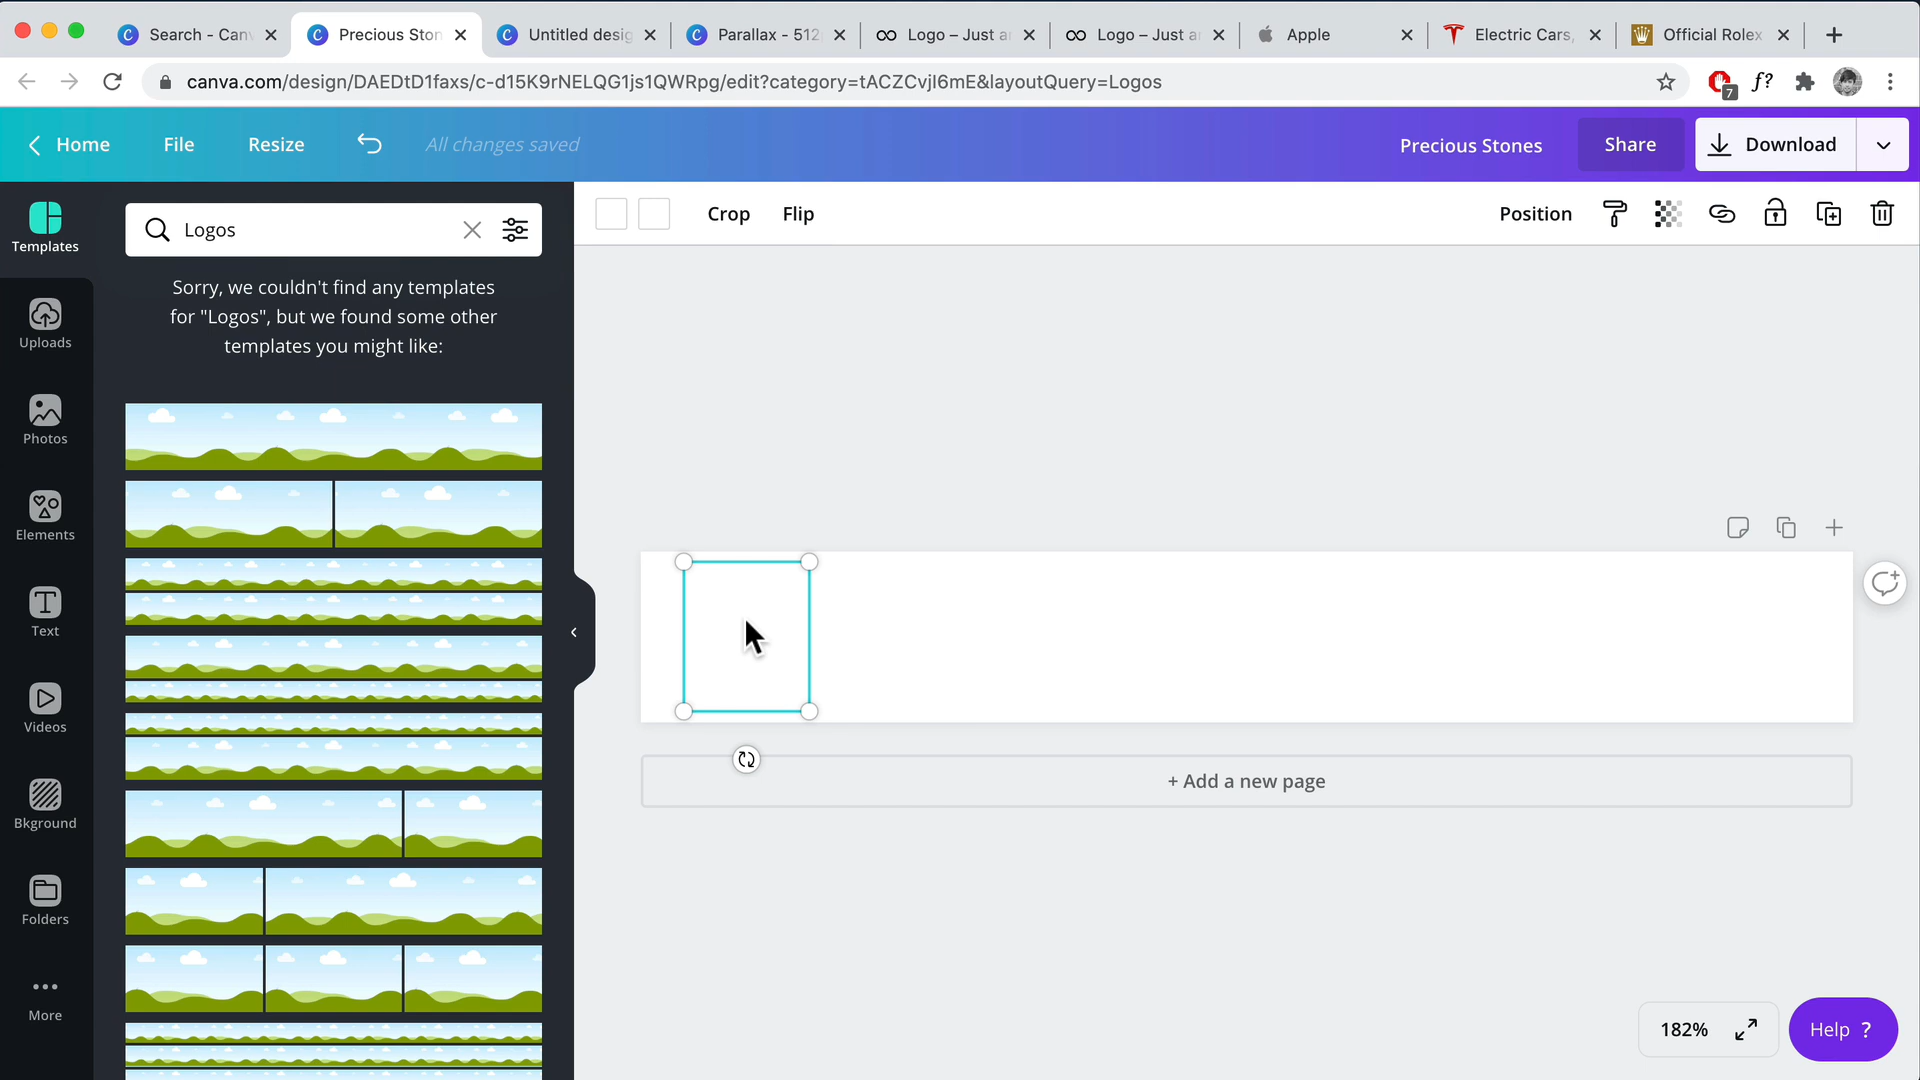 Search - Can
Precious Ston
Untitled desig
Parallax - 512
Logo – Just a
Logo – Just a
Apple
Electric Cars,
Official Rolex
canva.com/design/DAEDtD1faxs/c-d15K9rNELQG1js1QWRpg/edit?category=tACZCvjI6mE&layoutQuery=Logos
7
f?
Home
File
Resize
All changes saved
Precious Stones
Share
Download
Templates
Logos
Crop
Flip
Position
Sorry, we couldn't find any templates
for "Logos", but we found some other
templates you might like:
Uploads
Photos
Elements
Text
Videos
Bkground
Folders
More
+ Add a new page
182%
Help ?